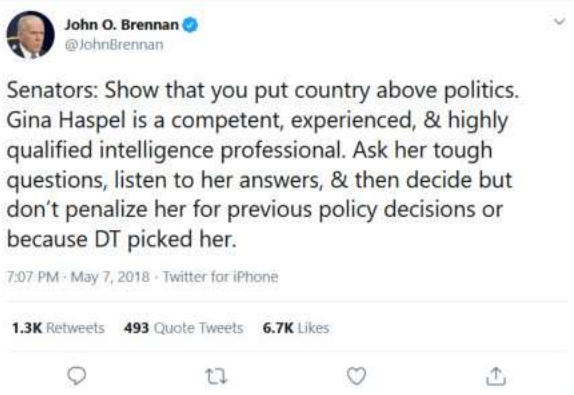 John O. Brennan
@JohnBrennan
Senators: Show that you put country above politics.
Gina Haspel is a competent, experienced, & highly
qualified intelligence professional. Ask her tough
questions, listen to her answers, & then decide but
don't penalize her for previous policy decisions or
because DT picked her.
7:07 PM · May 7, 2018 · Twitter for iPhone
1.3K Retweets 493 Quote Tweets 6.7K Likes